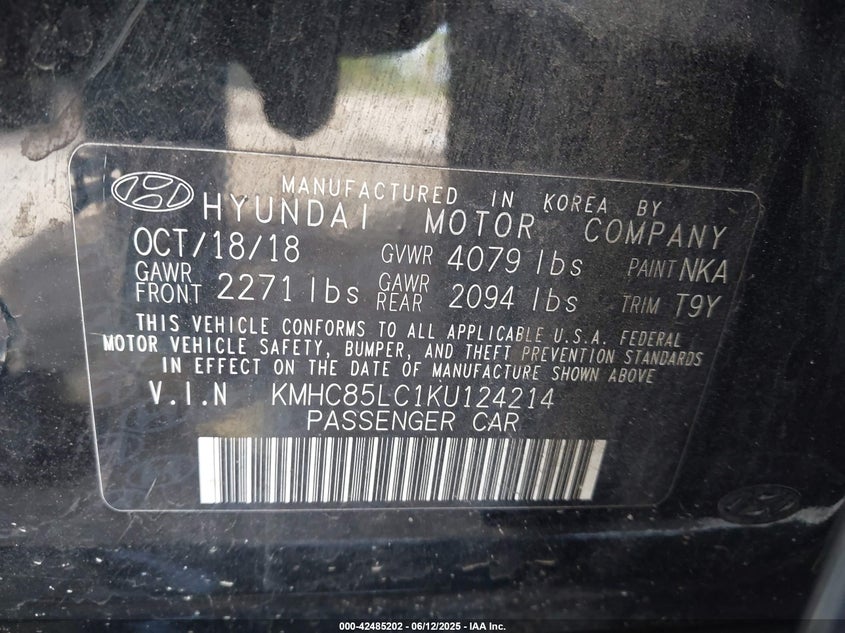 MANUFACTURED IN KOREA BY
HYUNDAI MOTOR COMPANY
OCT/18/18 GVWR 4079 lbs PAINT NKA
GAWR FRONT 2271 lbs GAWR REAR 2094 lbs TRIM T9Y
THIS VEHICLE CONFORMS TO ALL APPLICABLE U.S.A. FEDERAL
MOTOR VEHICLE SAFETY, BUMPER, AND THEFT PREVENTION STANDARDS
IN EFFECT ON THE DATE OF MANUFACTURE SHOWN ABOVE
V.I.N KMHC85LC1KU124214
PASSENGER CAR
000-42485202 - 06/12/2025 - IAA Inc.